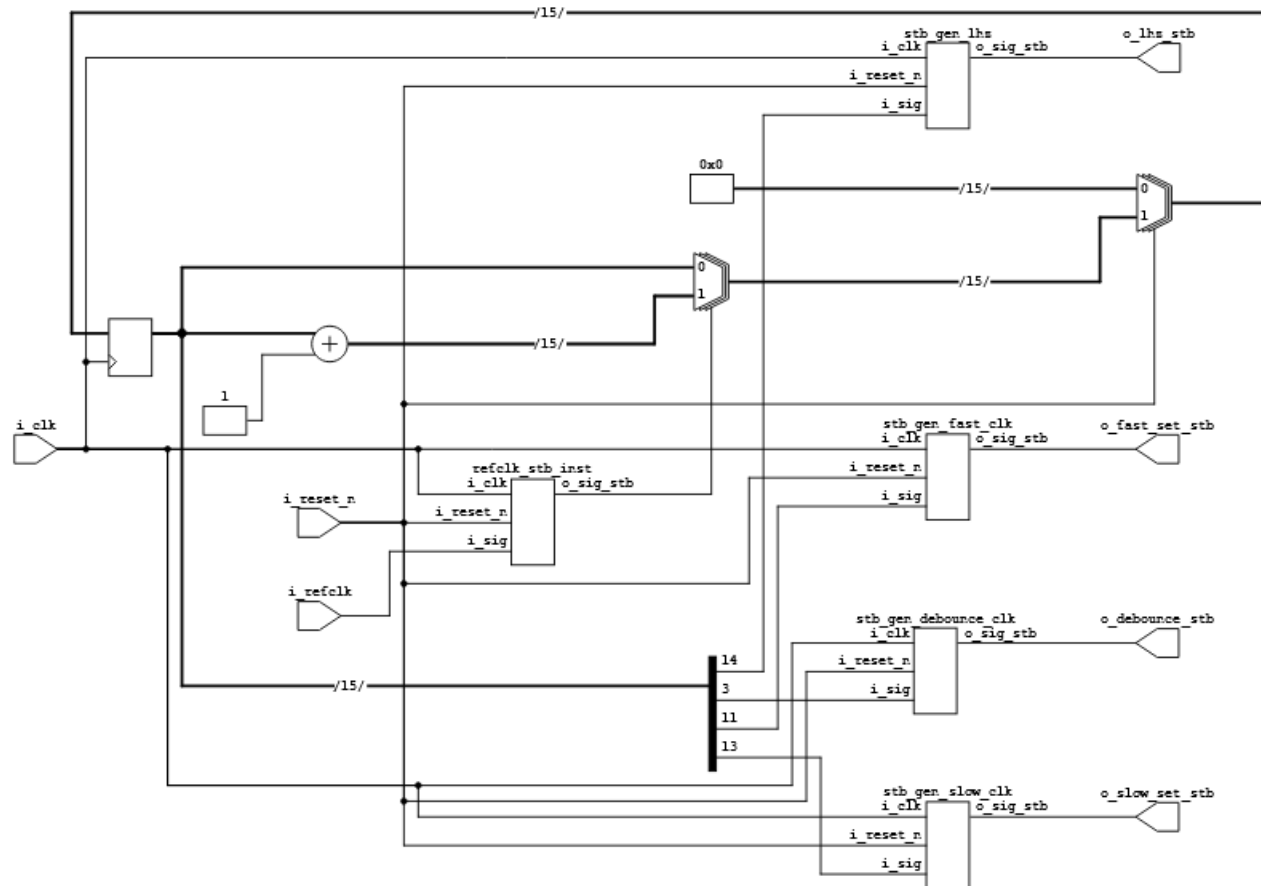 /15/
stb_gen_lhs
i_clk
o_sig_stb
o_lhs_stb
i_reset_n
i_sig
0x0
/15/
0
1
0
1
/15/
+
/15/
1
i_clk
stb_gen_fast_clk
i_clk
o_sig_stb
o_fast_set_stb
i_reset_n
i_sig
refclk_stb_inst
i_clk
o_sig_stb
i_reset_n
i_reset_n
i_sig
i_refclk
stb_gen_debounce_clk
i_clk
o_sig_stb
o_debounce_stb
i_reset_n
i_sig
/15/
14
3
11
13
stb_gen_slow_clk
i_clk
o_sig_stb
o_slow_set_stb
i_reset_n
i_sig